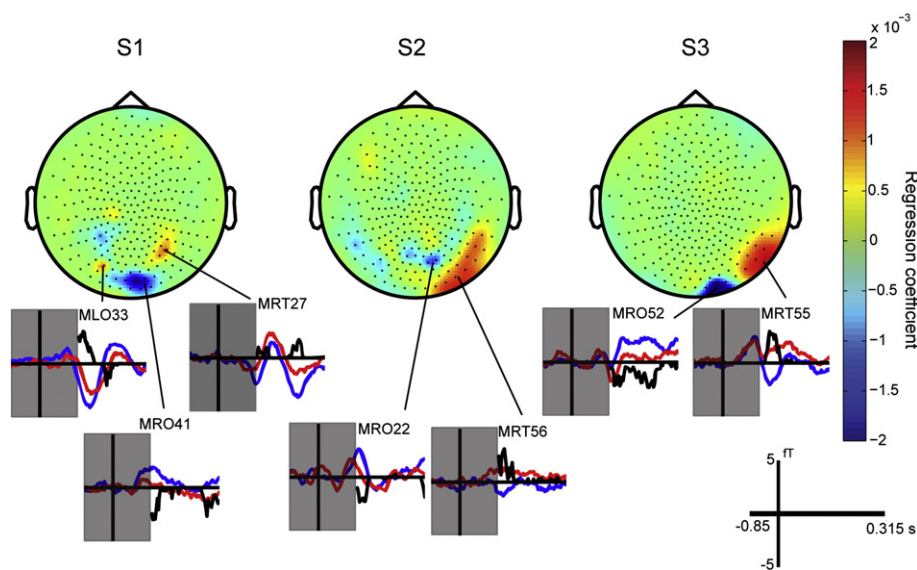 S1
S2
S3
x 10⁻³
2
1.5
1
0.5
0
-0.5
-1
-1.5
-2
Regression coefficient
MLO33
MRT27
MRO41
MRO22
MRT56
MRO52
MRT55
5
fT
-0.85
0.315 s
-5